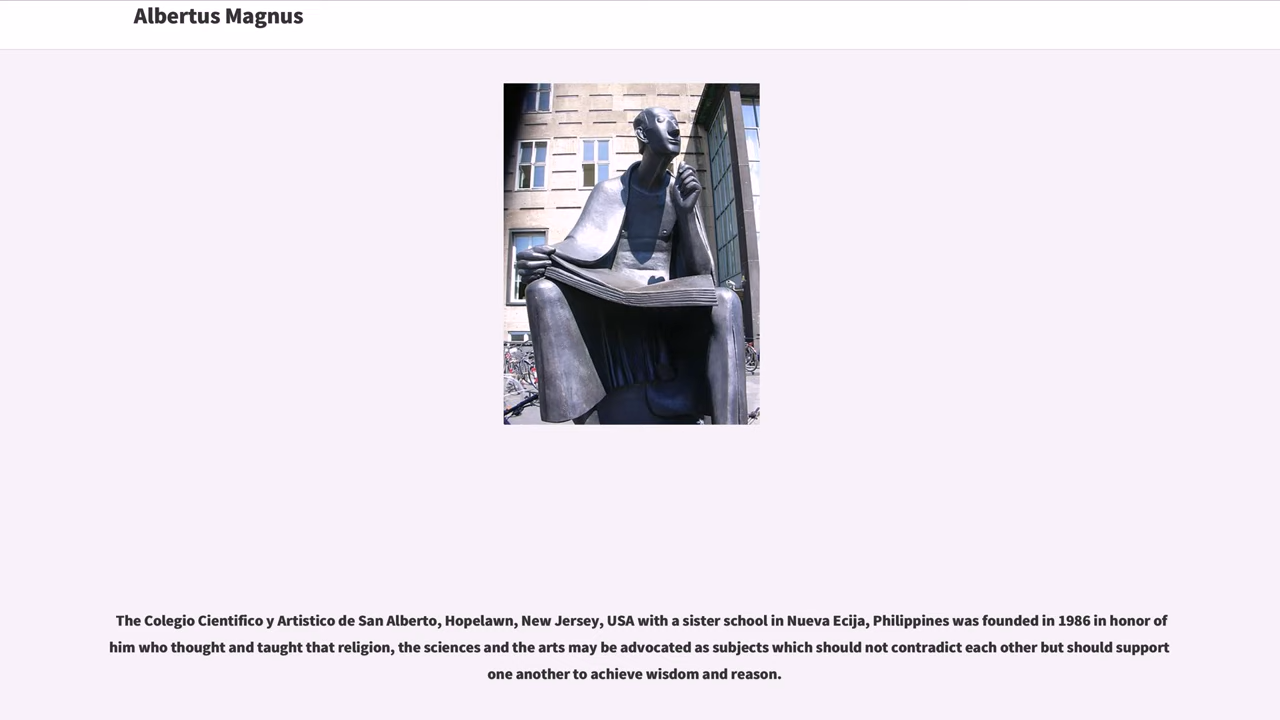 Albertus Magnus
The Colegio Cientifico y Artistico de San Alberto, Hopelawn, New Jersey, USA with a sister school in Nueva Ecija, Philippines was founded in 1986 in honor of
him who thought and taught that religion, the sciences and the arts may be advocated as subjects which should not contradict each other but should support
one another to achieve wisdom and reason.